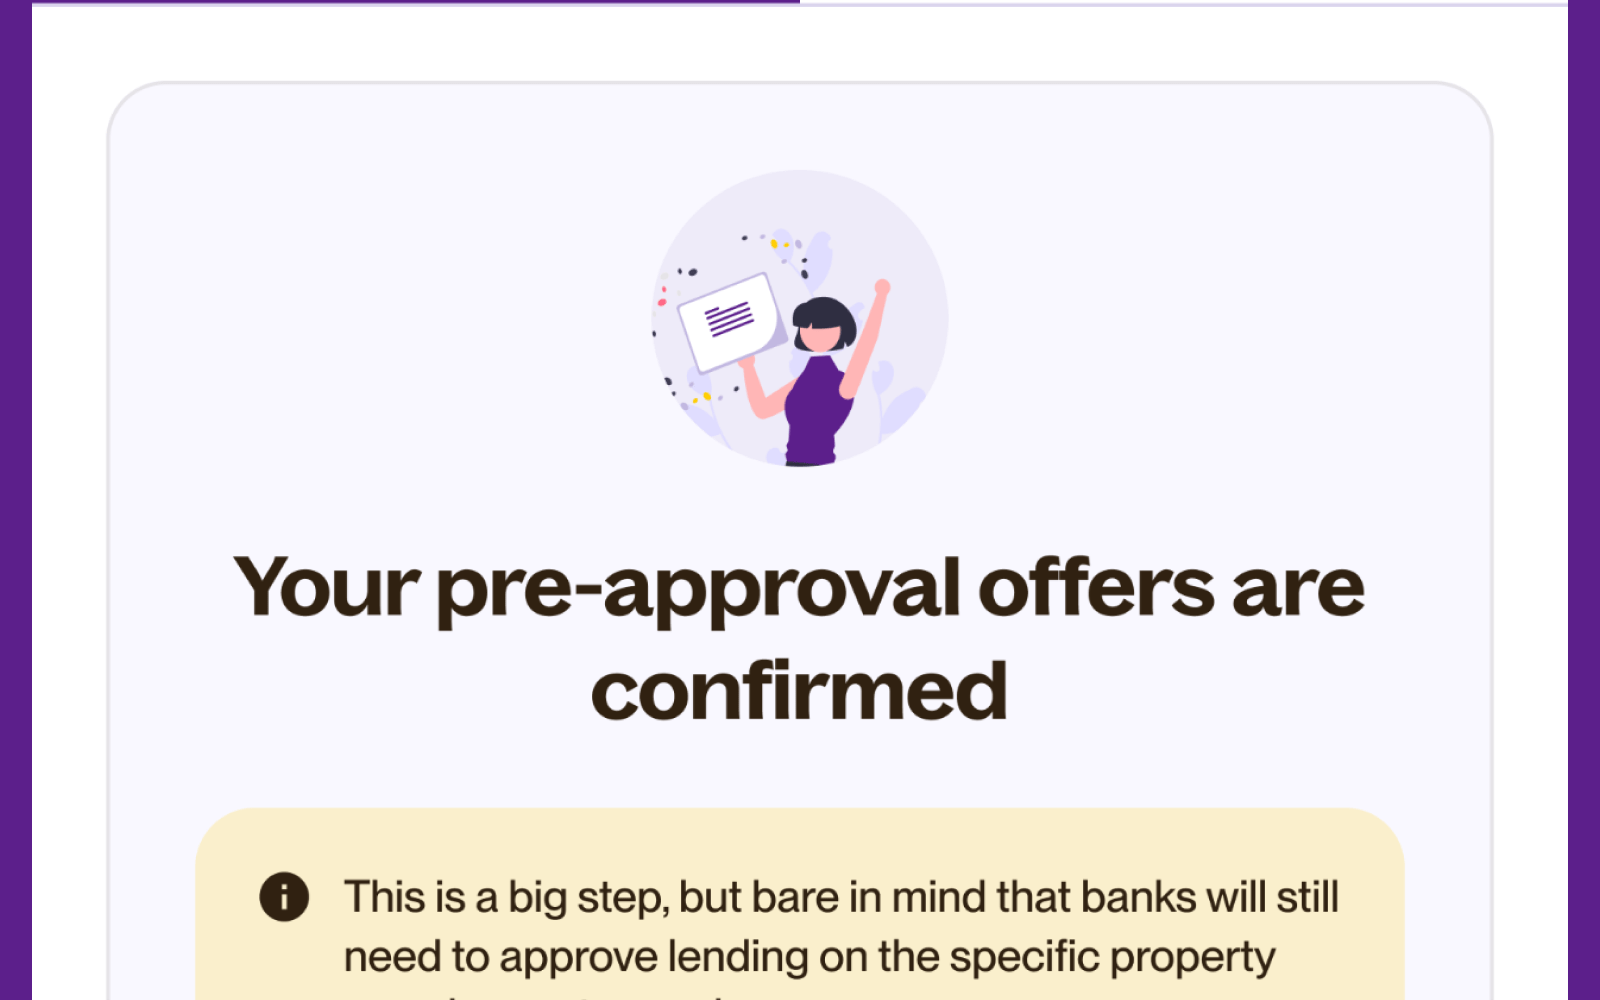 Your pre-approval offers are
confirmed
This is a big step, but bare in mind that banks will still
need to approve lending on the specific property